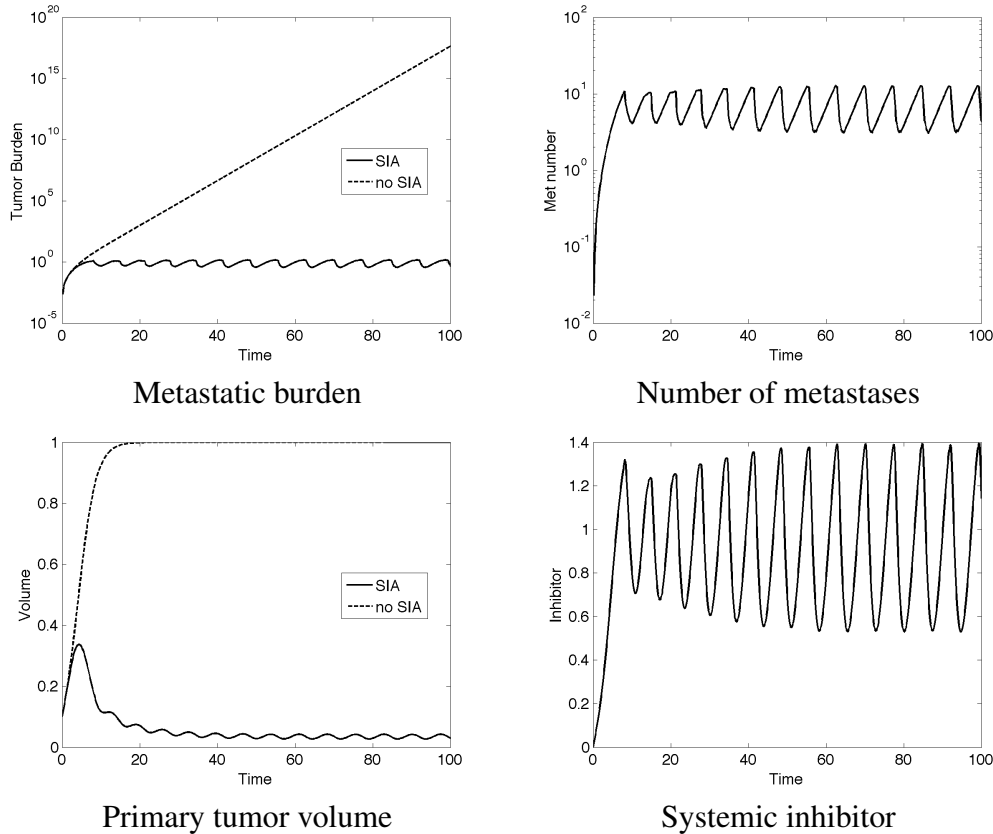 10^20
10^15
10^10
10^5
10^0
10^-5
Tumor Burden
SIA
no SIA
0 20 40 60 80 100
Time
Metastatic burden
10^2
10^1
10^0
10^-1
10^-2
Met number
0 20 40 60 80 100
Time
Number of metastases
1
0.8
0.6
0.4
0.2
0
Volume
SIA
no SIA
0 20 40 60 80 100
Time
Primary tumor volume
1.4
1.2
1
0.8
0.6
0.4
0.2
0
Inhibitor
0 20 40 60 80 100
Time
Systemic inhibitor